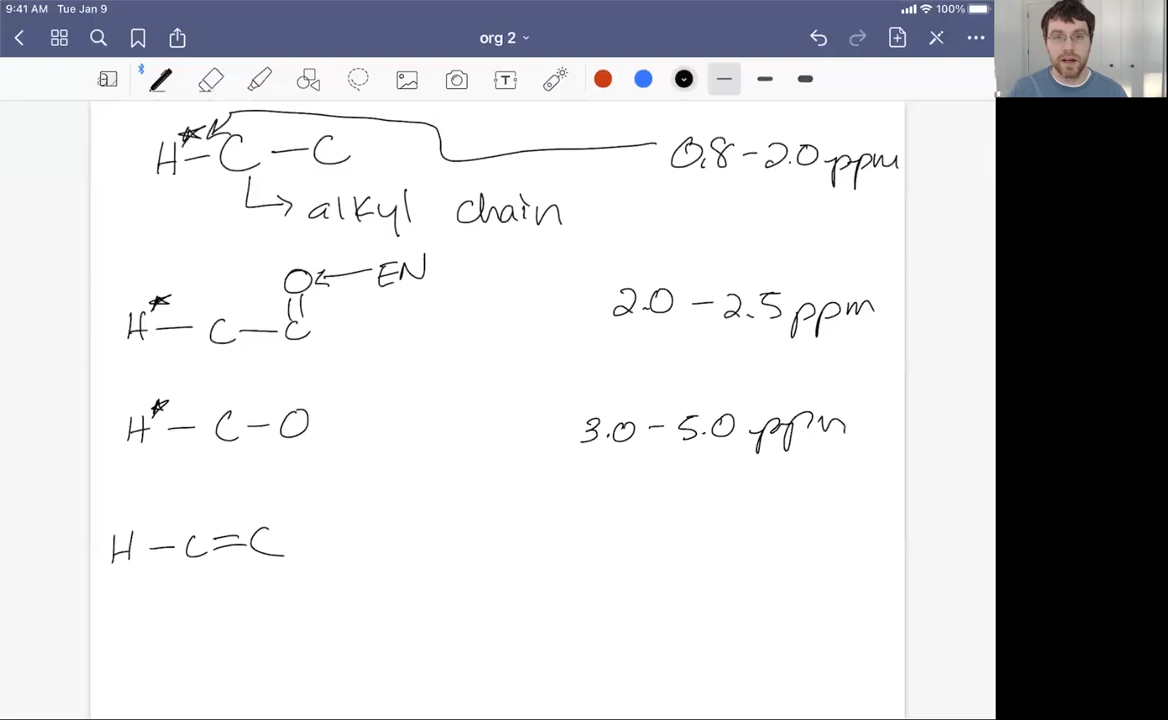 9:41 AM Tue Jan 9
100%
org 2
T
H - C - C 0.8 - 2.0 ppm
alkyl chain
O ← EN
H - C - C 2.0 - 2.5 ppm
H - C - O 3.0 - 5.0 ppm
H - C = C